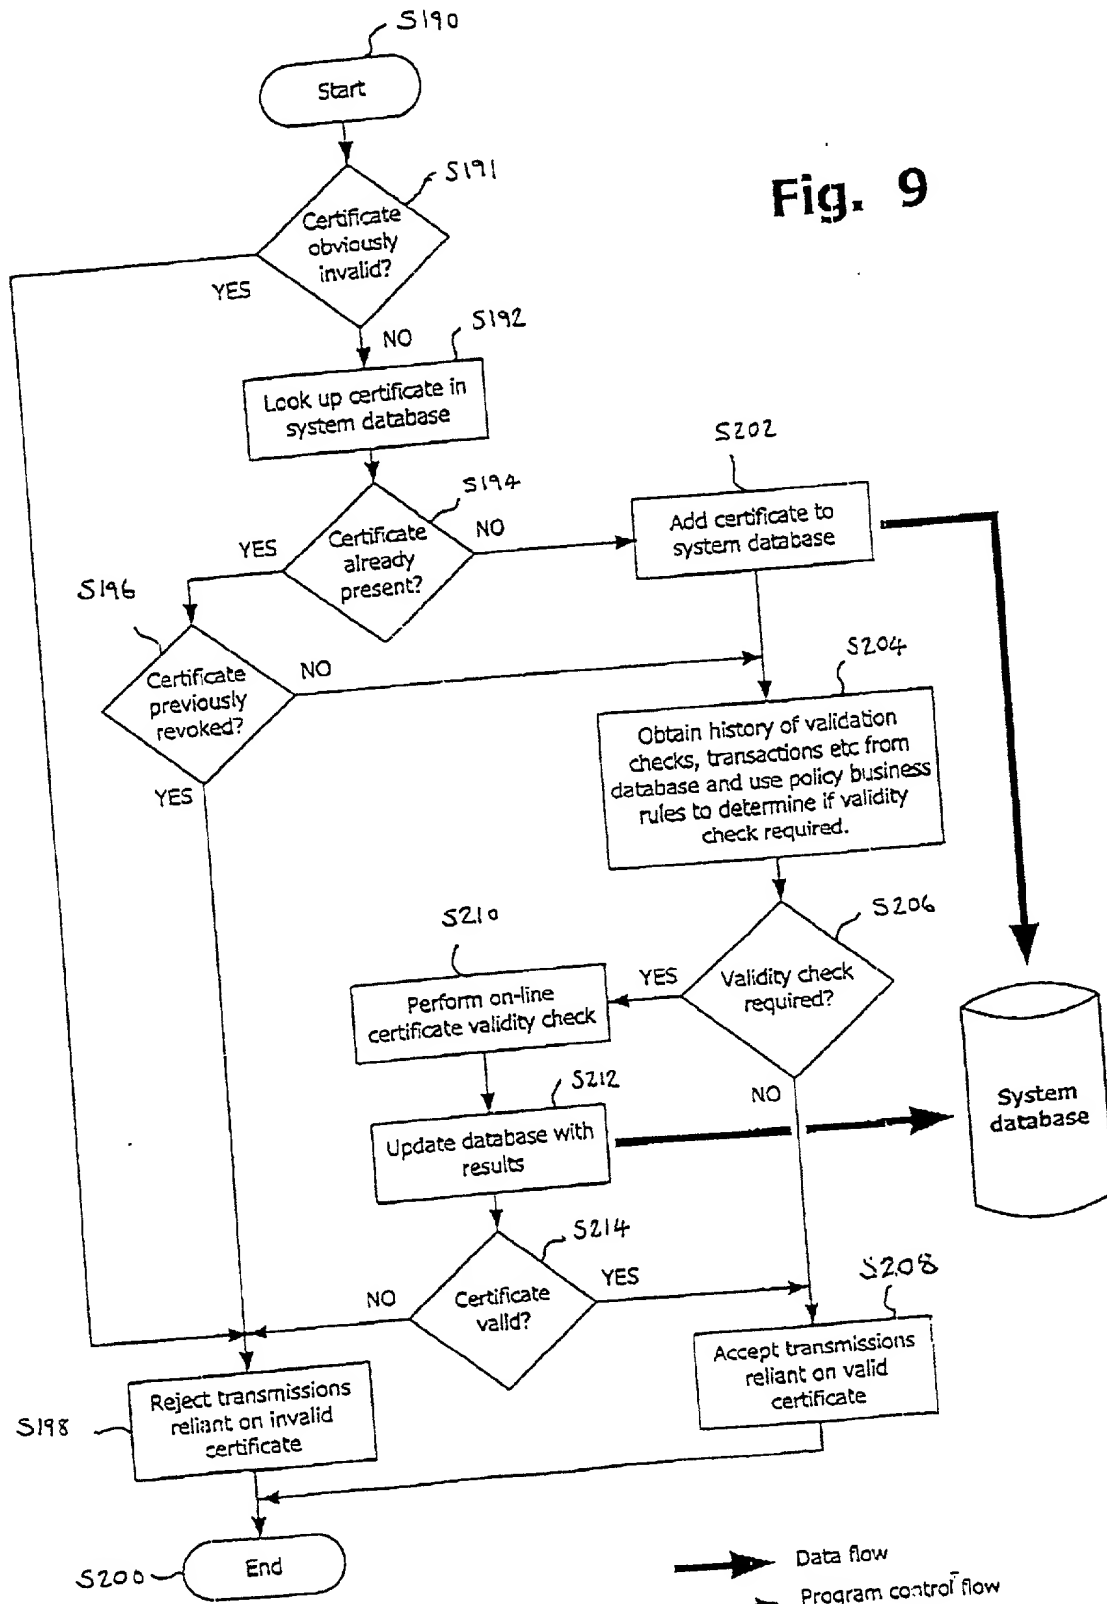 S190
Start
S191
Fig. 9
Certificate
obviously
invalid?
YES
NO
S192
Look up certificate in
system database
S202
S194
Add certificate to
system database
NO
YES
Certificate
already
present?
S196
Certificate
previously
revoked?
NO
YES
S204
Obtain history of validation
checks, transactions etc from
database and use policy business
rules to determine if validity
check required.
S206
S210
Validity check
required?
YES
NO
Perform on-line
certificate validity check
S212
Update database with
results
System
database
S214
Certificate
valid?
NO
YES
S208
Accept transmissions
reliant on valid
certificate
S198
Reject transmissions
reliant on invalid
certificate
S200
End
Data flow
Program control flow